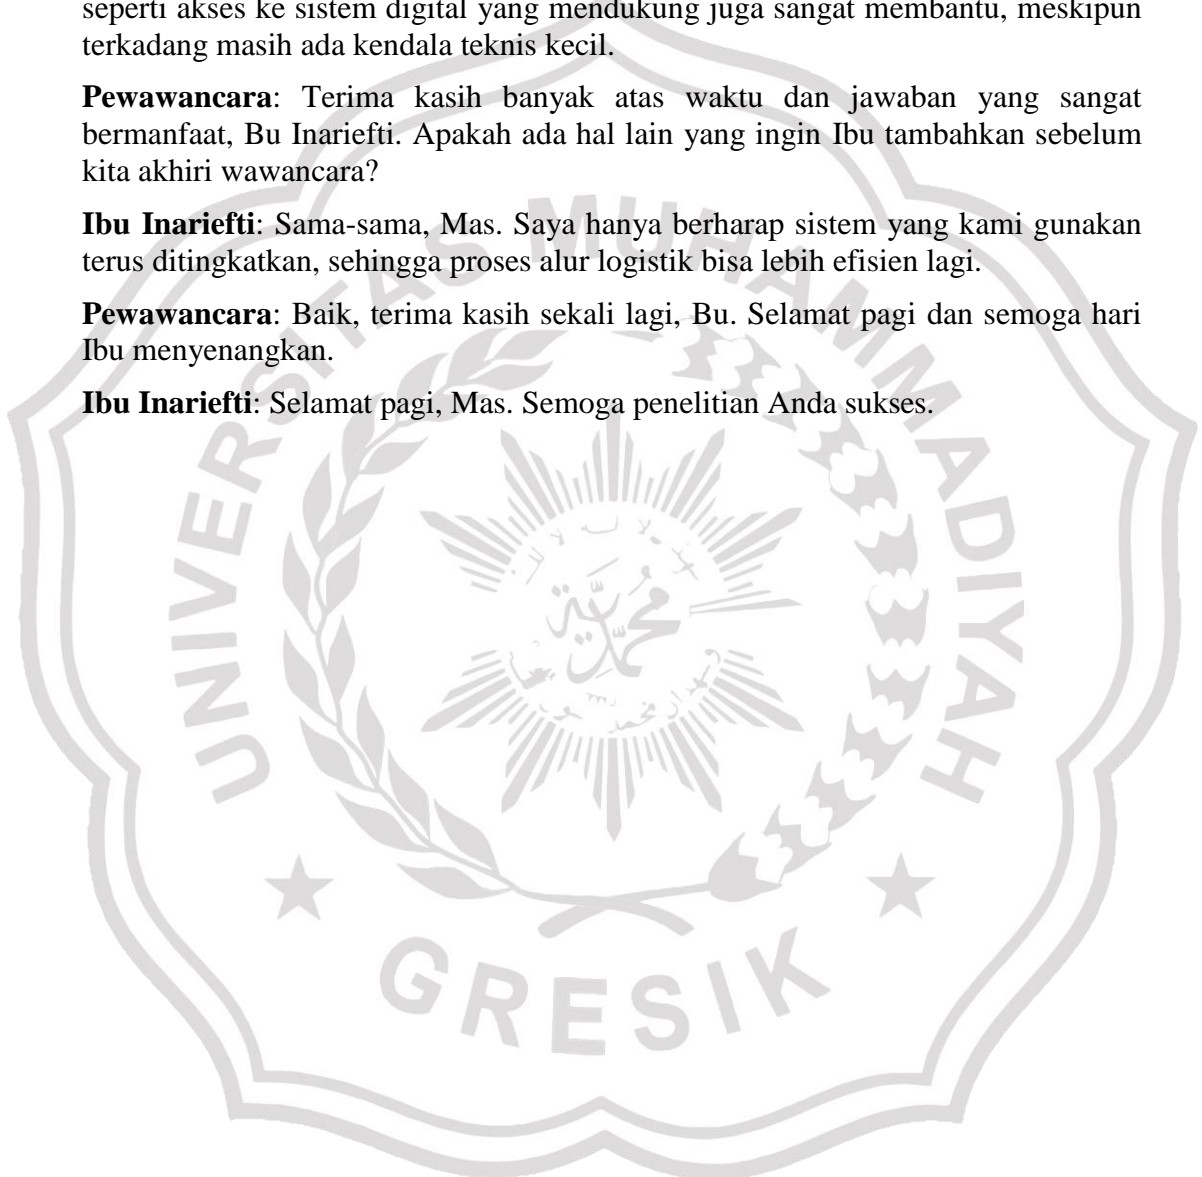 seperti akses ke sistem digital yang mendukung juga sangat membantu, meskipun
terkadang masih ada kendala teknis kecil.
Pewawancara: Terima kasih banyak atas waktu dan jawaban yang sangat
bermanfaat, Bu Inariefti. Apakah ada hal lain yang ingin Ibu tambahkan sebelum
kita akhiri wawancara?
Ibu Inariefti: Sama-sama, Mas. Saya hanya berharap sistem yang kami gunakan
terus ditingkatkan, sehingga proses alur logistik bisa lebih efisien lagi.
Pewawancara: Baik, terima kasih sekali lagi, Bu. Selamat pagi dan semoga hari
Ibu menyenangkan.
Ibu Inariefti: Selamat pagi, Mas. Semoga penelitian Anda sukses.
UNIVERSITAS MUHAMMADIYAH
محمدية
GRESIK